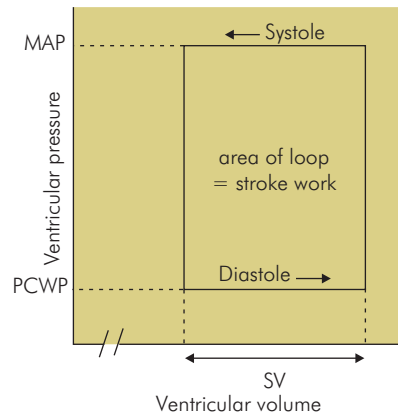 MAP
Systole
Ventricular pressure
area of loop
= stroke work
Diastole
PCWP
SV
Ventricular volume